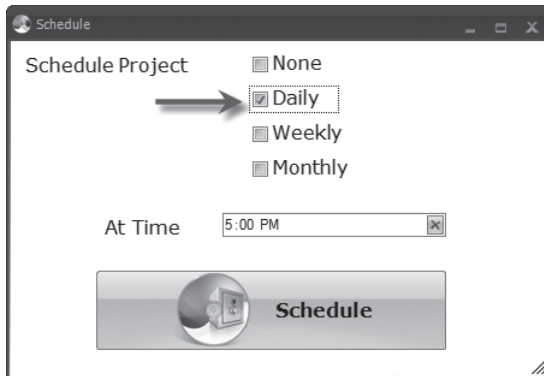 Schedule
Schedule Project
None
Daily
Weekly
Monthly
At Time
5:00 PM
Schedule